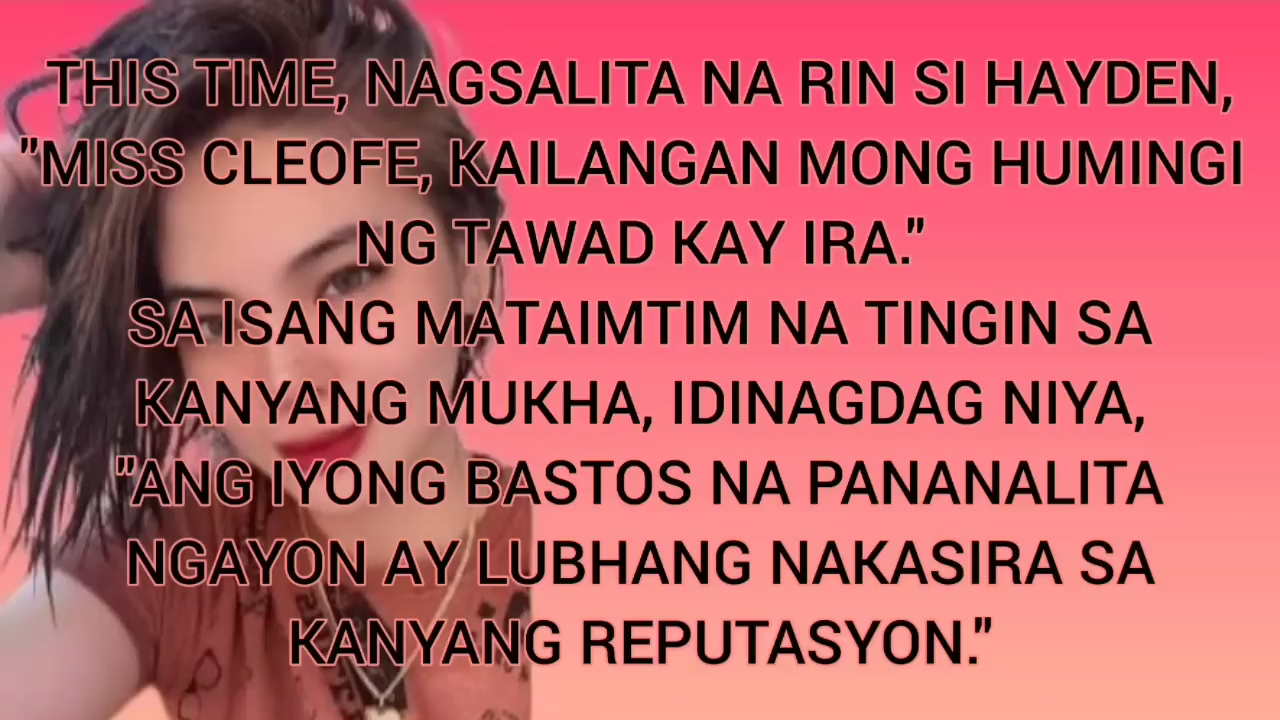 THIS TIME, NAGSALITA NA RIN SI HAYDEN,
"MISS CLEOFE, KAILANGAN MONG HUMINGI
NG TAWAD KAY IRA."
SA ISANG MATAIMTIM NA TINGIN SA
KANYANG MUKHA, IDINAGDAG NIYA,
"ANG IYONG BASTOS NA PANANALITA
NGAYON AY LUBHANG NAKASIRA SA
KANYANG REPUTASYON."